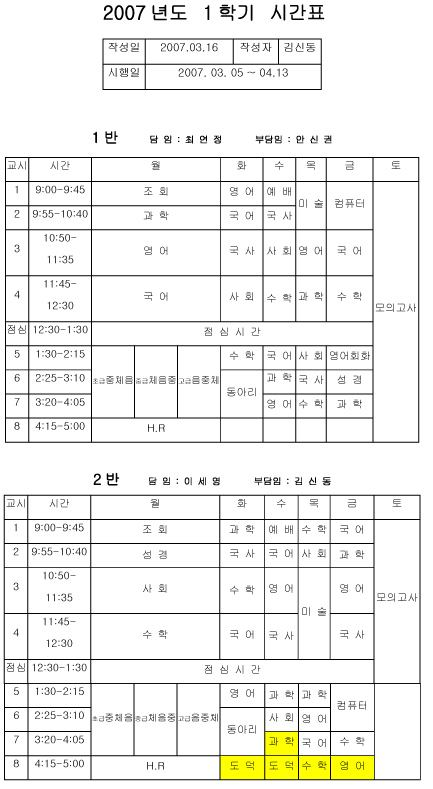 2007년도 1학기 시간표
작성일 2007.03.16 작성자 김신동
시행일 2007. 03. 05 ~ 04.13
1반 담 임 : 최 연 정 부담임 : 안 신 권
교시 시간 월 화 수 목 금 토
1 9:00-9:45 조 회 영 어 예 배 미 술 컴퓨터 모의고사
2 9:55-10:40 과 학 국 어 국 사
3 10:50-11:35 영 어 국 사 사 회 영 어 국 어
4 11:45-12:30 국 어 사 회 수 학 과 학 수 학
점심 12:30-1:30 점 심 시 간
5 1:30-2:15 초급중체음 중급체음중 고급음중체 수 학 국 어 사 회 영어회화
6 2:25-3:10 동아리 과 학 국 사 성 경
7 3:20-4:05 영 어 수 학 과 학
8 4:15-5:00 H.R
2반 담 임 : 이 세 영 부담임 : 김 신 동
교시 시간 월 화 수 목 금 토
1 9:00-9:45 조 회 과 학 예 배 수 학 국 어 모의고사
2 9:55-10:40 성 경 국 사 국 어 사 회 과 학
3 10:50-11:35 사 회 수 학 영 어 미 술 영 어
4 11:45-12:30 수 학 국 어 국 사 국 사
점심 12:30-1:30 점 심 시 간
5 1:30-2:15 초급중체음 중급체음중 고급음중체 영 어 과 학 과 학 컴퓨터
6 2:25-3:10 동아리 사 회 영 어
7 3:20-4:05 과 학 국 어 수 학
8 4:15-5:00 H.R 도 덕 도 덕 수 학 영 어